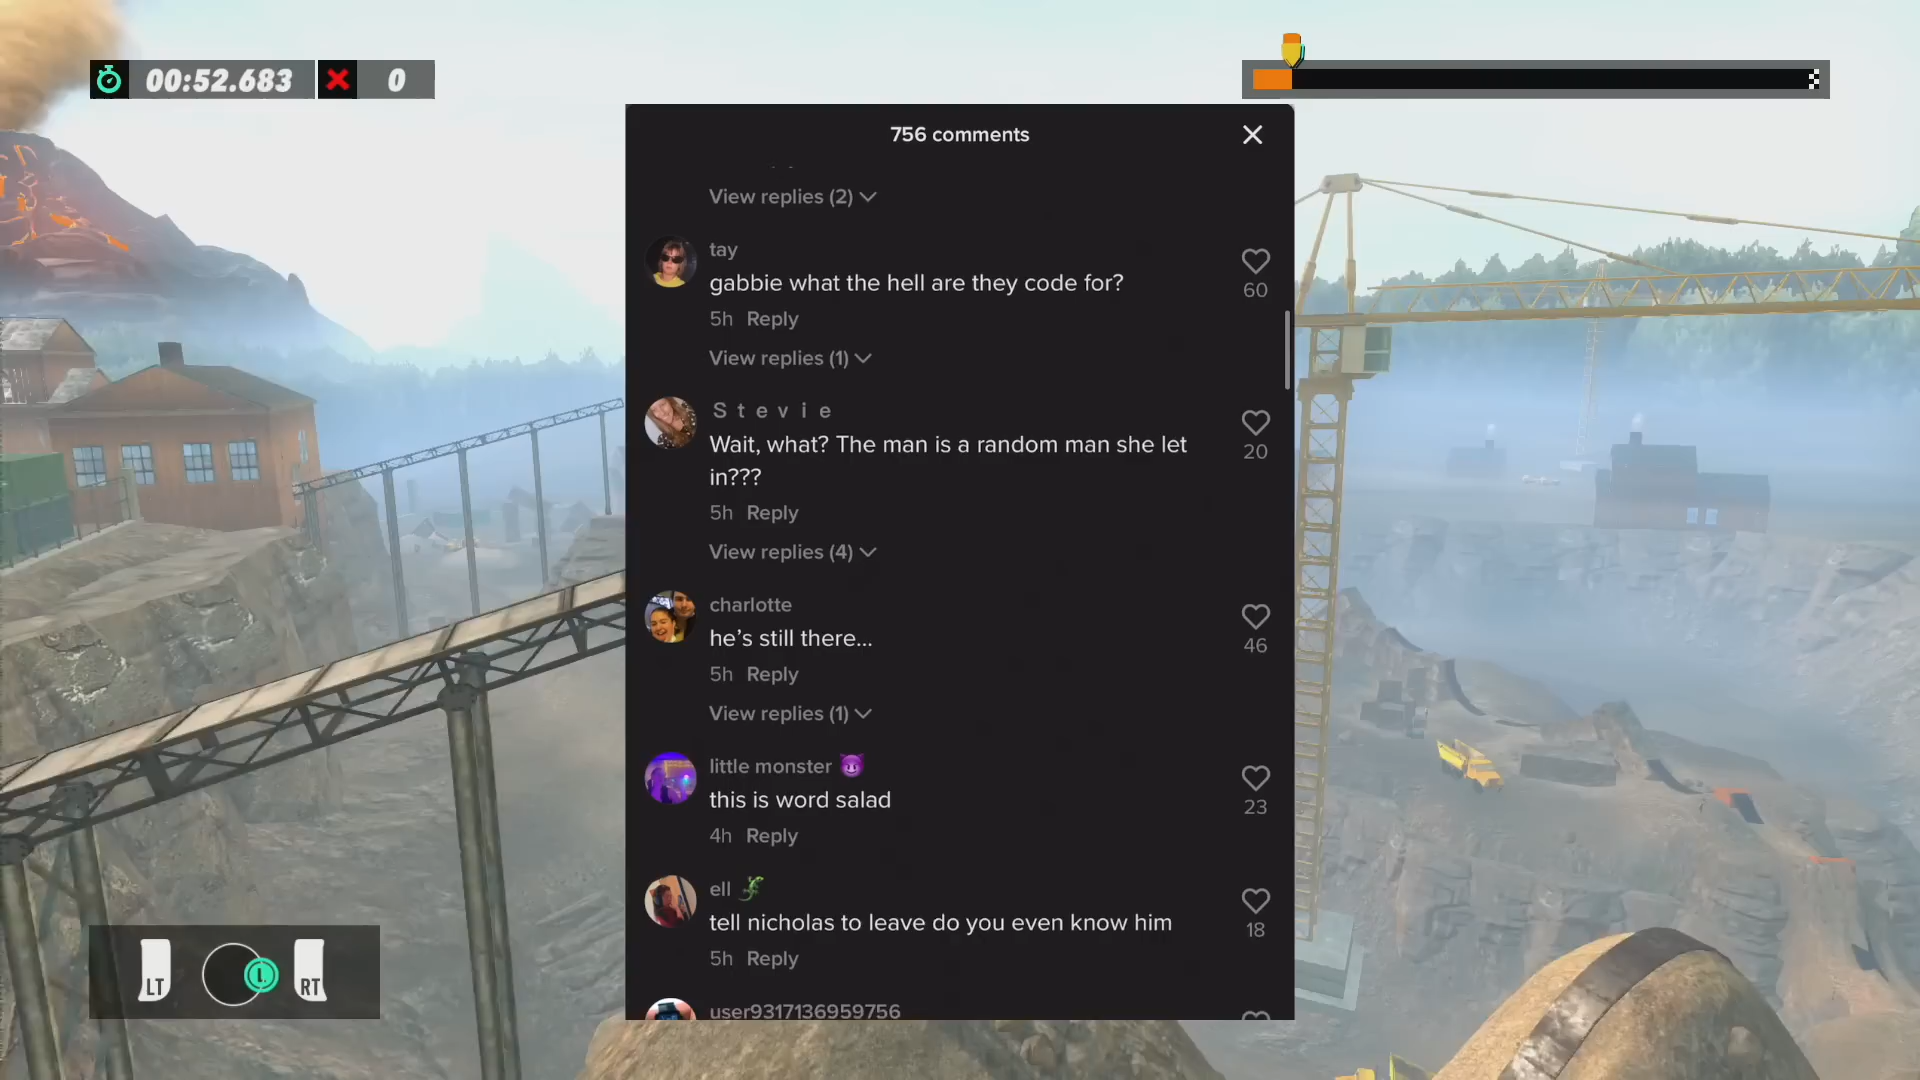 00:52.683
0
756 comments
View replies (2)
tay
gabbie what the hell are they code for?
60
5h Reply
View replies (1)
S t e v i e
Wait, what? The man is a random man she let
in???
20
5h Reply
View replies (4)
charlotte
he’s still there...
46
5h Reply
View replies (1)
little monster 😈
this is word salad
23
4h Reply
ell 🦎
tell nicholas to leave do you even know him
18
5h Reply
user9317136959756
LT
L
RT